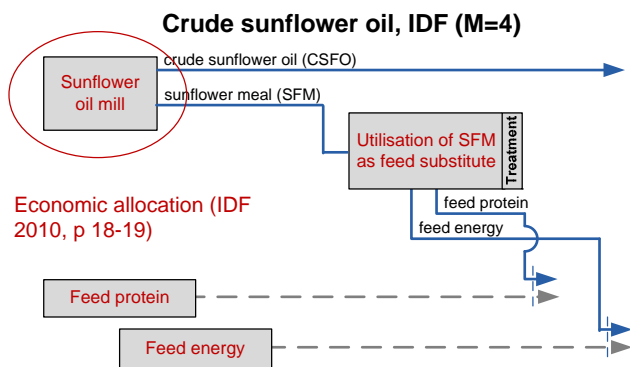 Crude sunflower oil, IDF (M=4)
crude sunflower oil (CSFO)
Sunflower
oil mill
sunflower meal (SFM)
Utilisation of SFM
as feed substitute
Treatment
Economic allocation (IDF
2010, p 18-19)
feed protein
feed energy
Feed protein
Feed energy